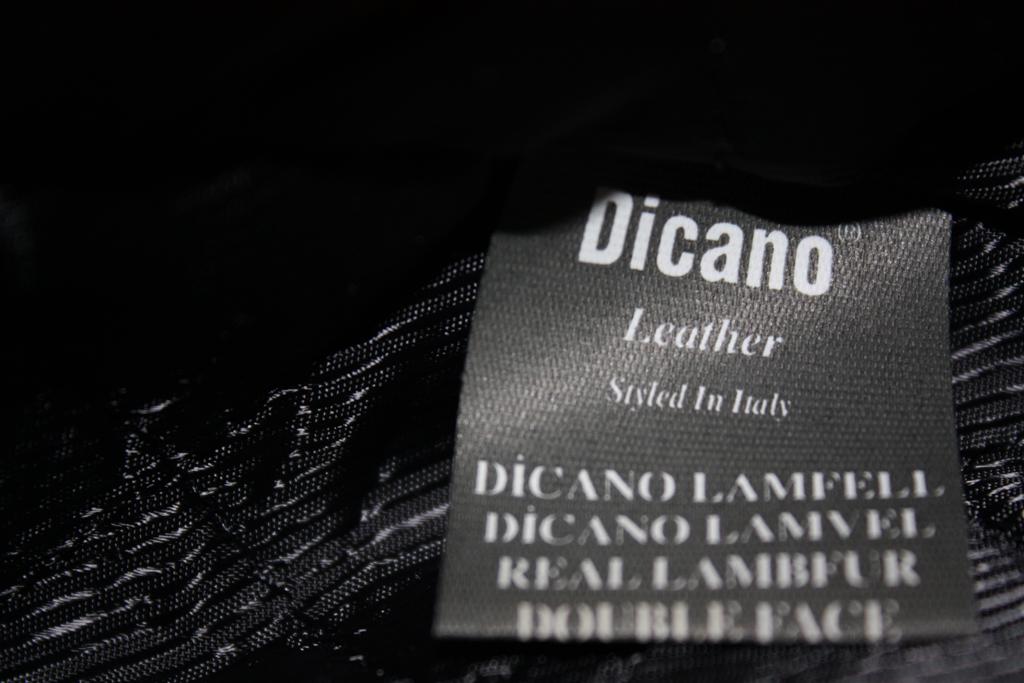 Dicano
Leather
Styled In Italy
DİCANO LAMFELL
DİCANO LAMVEL
REAL LAMBFUR
DOUBLE FACE